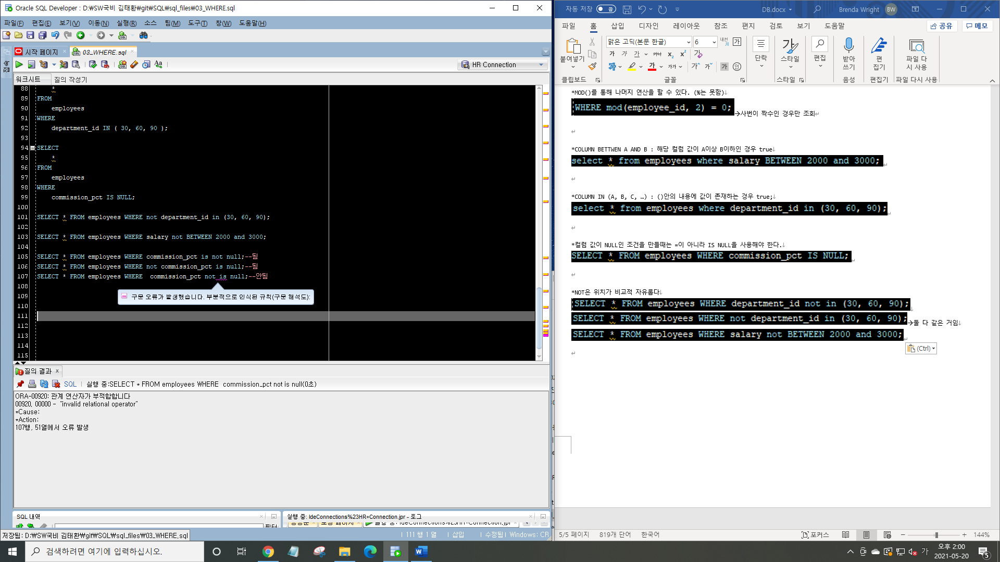 Oracle SQL Developer : D:₩SW국비 김태환₩git₩SQL₩sql_files₩03_WHERE.sql
파일(F) 편집(E) 보기(V) 이동(N) 실행(R) 소스 팀(M) 도구(T) 창(W) 도움말(H)
시작 페이지 03_WHERE.sql
HR Connection
워크시트 질의 작성기
88 *
89 FROM
90 employees
91 WHERE
92 department_id IN ( 30, 60, 90 );
93
94 SELECT
95 *
96 FROM
97 employees
98 WHERE
99 commission_pct IS NULL;
100
101 SELECT * FROM employees WHERE not department_id in (30, 60, 90);
102
103 SELECT * FROM employees WHERE salary not BETWEEN 2000 and 3000;
104
105 SELECT * FROM employees WHERE commission_pct is not null;--됨
106 SELECT * FROM employees WHERE not commission_pct is null;--됨
107 SELECT * FROM employees WHERE  commission_pct not is null;--안됨
108
구문 오류가 발생했습니다. 부분적으로 인식된 규칙(구문 해석도):
109
110
111
112
113
114
115
질의 결과 x
SQL | 실행 중:SELECT * FROM employees WHERE  commission_pct not is null(0초)
ORA-00920: 관계 연산자가 부적합합니다
00920, 00000 -  "invalid relational operator"
*Cause:
*Action:
107행, 51열에서 오류 발생
SQL 내역
실행 중: IdeConnections%23HR+Connection.jpr - 로그
저장됨: D:₩SW국비 김태환₩git₩SQL₩sql_files₩03_WHERE.sql
111 행 1 열 | 삽입 | 수정됨 | Windows: CR
자동 저장 끔 DB.docx Brenda Wright BW
파일 홈 삽입 디자인 레이아웃 참조 편지 검토 보기 도움말 공유 메모
붙여넣기 맑은 고딕(본문 한글) 6 단락 스타일 편집 받아쓰기 편집기 파일 다시 사용
클립보드 글꼴 스타일 음성 편집기 파일 다시 사용
*MOD()를 통해 나머지 연산을 할 수 있다. (%는 못함)↓
WHERE mod(employee_id, 2) = 0;→사번이 짝수인 경우만 조회
*COLUMN BETTWEN A AND B : 해당 컬럼 값이 A이상 B이하인 경우 true↓
select * from employees where salary BETWEEN 2000 and 3000;
*COLUMN IN (A, B, C, …) : ()안의 내용에 값이 존재하는 경우 true;↓
select * from employees where department_id in (30, 60, 90);
*컬럼 값이 NULL인 조건을 만들때는 =이 아니라 IS NULL을 사용해야 한다.↓
SELECT * FROM employees WHERE commission_pct IS NULL;
*NOT은 위치가 비교적 자유롭다↓
SELECT * FROM employees WHERE department_id not in (30, 60, 90);
SELECT * FROM employees WHERE not department_id in (30, 60, 90);→둘 다 같은 거임↓
SELECT * FROM employees WHERE salary not BETWEEN 2000 and 3000;
(Ctrl)
5/5 페이지 819개 단어 한국어 포커스 144%
검색하려면 여기에 입력하십시오.
가 오후 2:00
2021-05-20
5